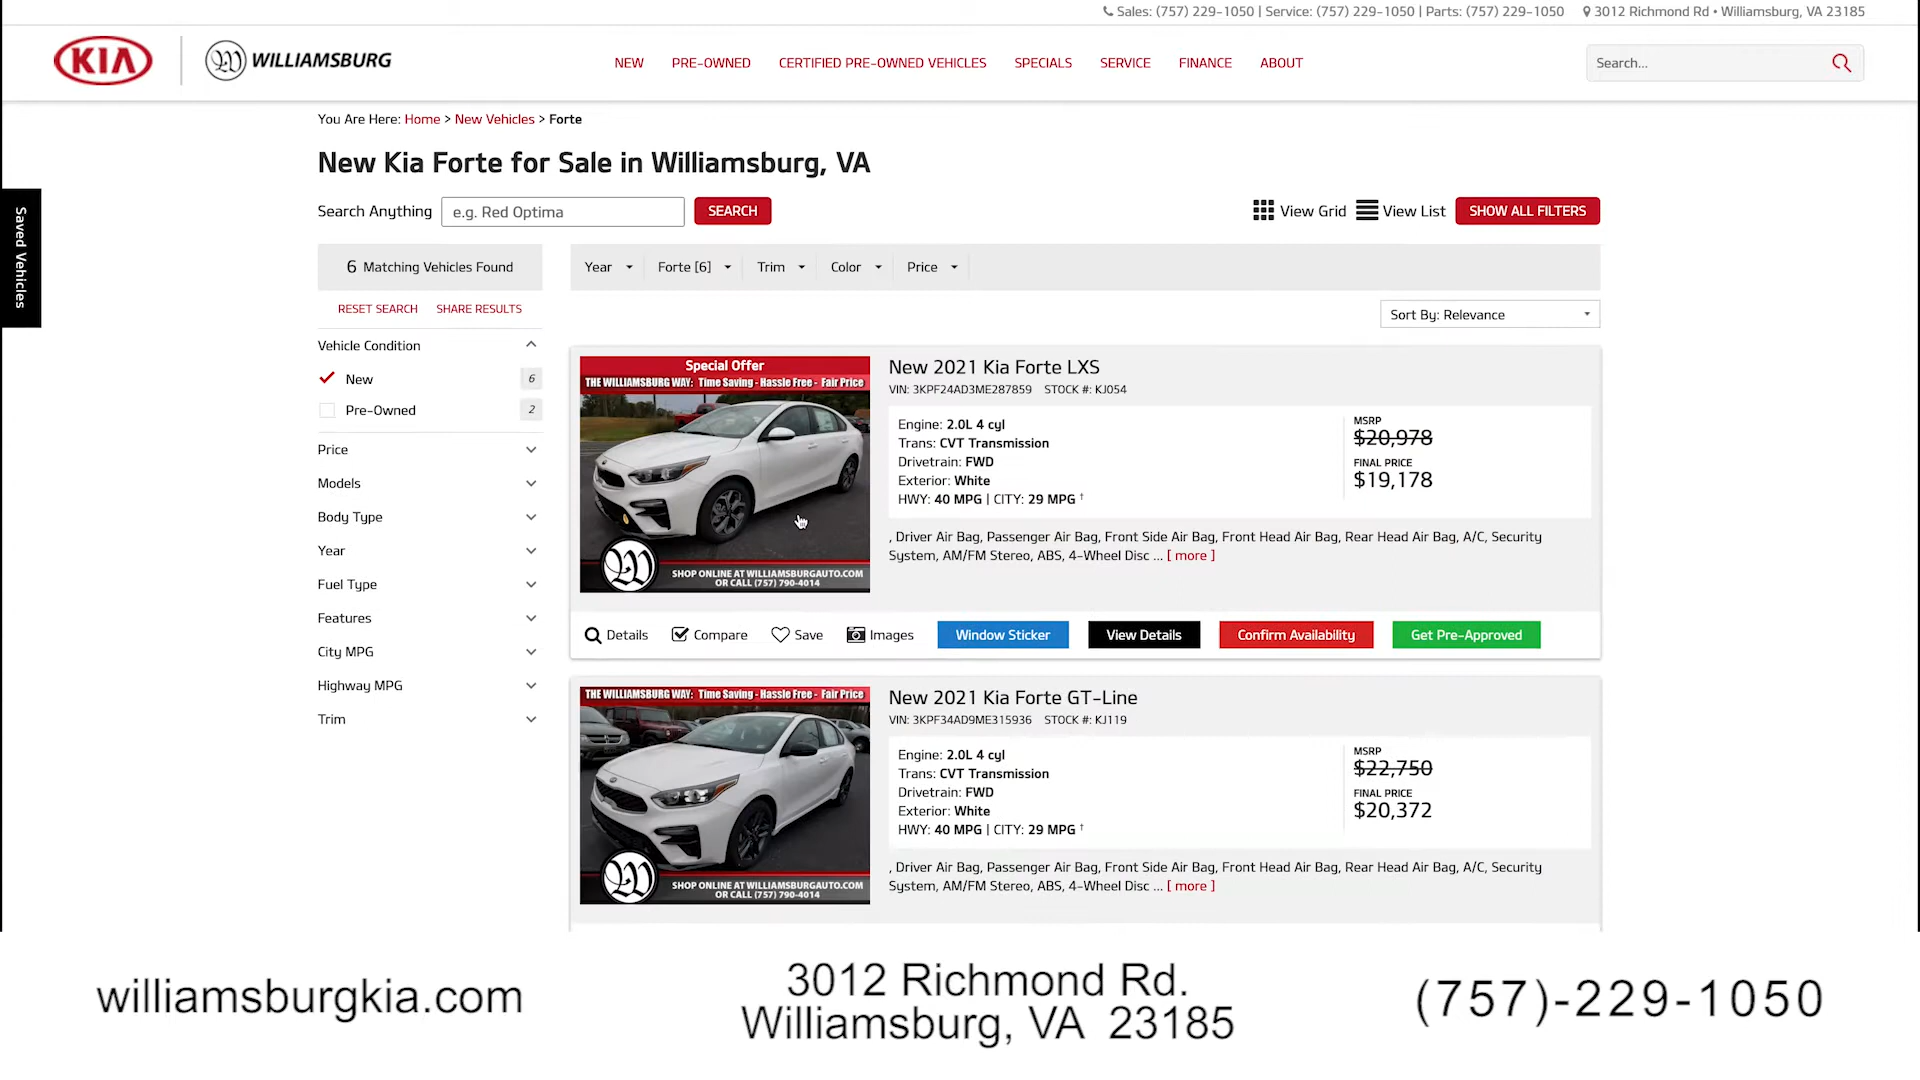 Sales: (757) 229-1050 | Service: (757) 229-1050 | Parts: (757) 229-1050 3012 Richmond Rd • Williamsburg, VA 23185
KIA WILLIAMSBURG
NEW PRE-OWNED CERTIFIED PRE-OWNED VEHICLES SPECIALS SERVICE FINANCE ABOUT
Search...
You Are Here: Home > New Vehicles > Forte
New Kia Forte for Sale in Williamsburg, VA
Saved Vehicles
Search Anything e.g. Red Optima SEARCH
View Grid View List SHOW ALL FILTERS
6 Matching Vehicles Found
RESET SEARCH SHARE RESULTS
Vehicle Condition
New 6
Pre-Owned 2
Price
Models
Body Type
Year
Fuel Type
Features
City MPG
Highway MPG
Trim
Year Forte [6] Trim Color Price
Sort By: Relevance
Special Offer
THE WILLIAMSBURG WAY: Time Saving - Hassle Free - Fair Price
SHOP ONLINE AT WILLIAMSBURGAUTO.COM
OR CALL (757) 790-4014
New 2021 Kia Forte LXS
VIN: 3KPF24AD3ME287859 STOCK #: KJ054
Engine: 2.0L 4 cyl
Trans: CVT Transmission
Drivetrain: FWD
Exterior: White
HWY: 40 MPG | CITY: 29 MPG †
MSRP
$20,978
FINAL PRICE
$19,178
, Driver Air Bag, Passenger Air Bag, Front Side Air Bag, Front Head Air Bag, Rear Head Air Bag, A/C, Security
System, AM/FM Stereo, ABS, 4-Wheel Disc ... [ more ]
Details Compare Save Images Window Sticker View Details Confirm Availability Get Pre-Approved
THE WILLIAMSBURG WAY: Time Saving - Hassle Free - Fair Price
SHOP ONLINE AT WILLIAMSBURGAUTO.COM
OR CALL (757) 790-4014
New 2021 Kia Forte GT-Line
VIN: 3KPF34AD9ME315936 STOCK #: KJ119
Engine: 2.0L 4 cyl
Trans: CVT Transmission
Drivetrain: FWD
Exterior: White
HWY: 40 MPG | CITY: 29 MPG †
MSRP
$22,750
FINAL PRICE
$20,372
, Driver Air Bag, Passenger Air Bag, Front Side Air Bag, Front Head Air Bag, Rear Head Air Bag, A/C, Security
System, AM/FM Stereo, ABS, 4-Wheel Disc ... [ more ]
williamsburgkia.com
3012 Richmond Rd.
Williamsburg, VA 23185
(757)-229-1050